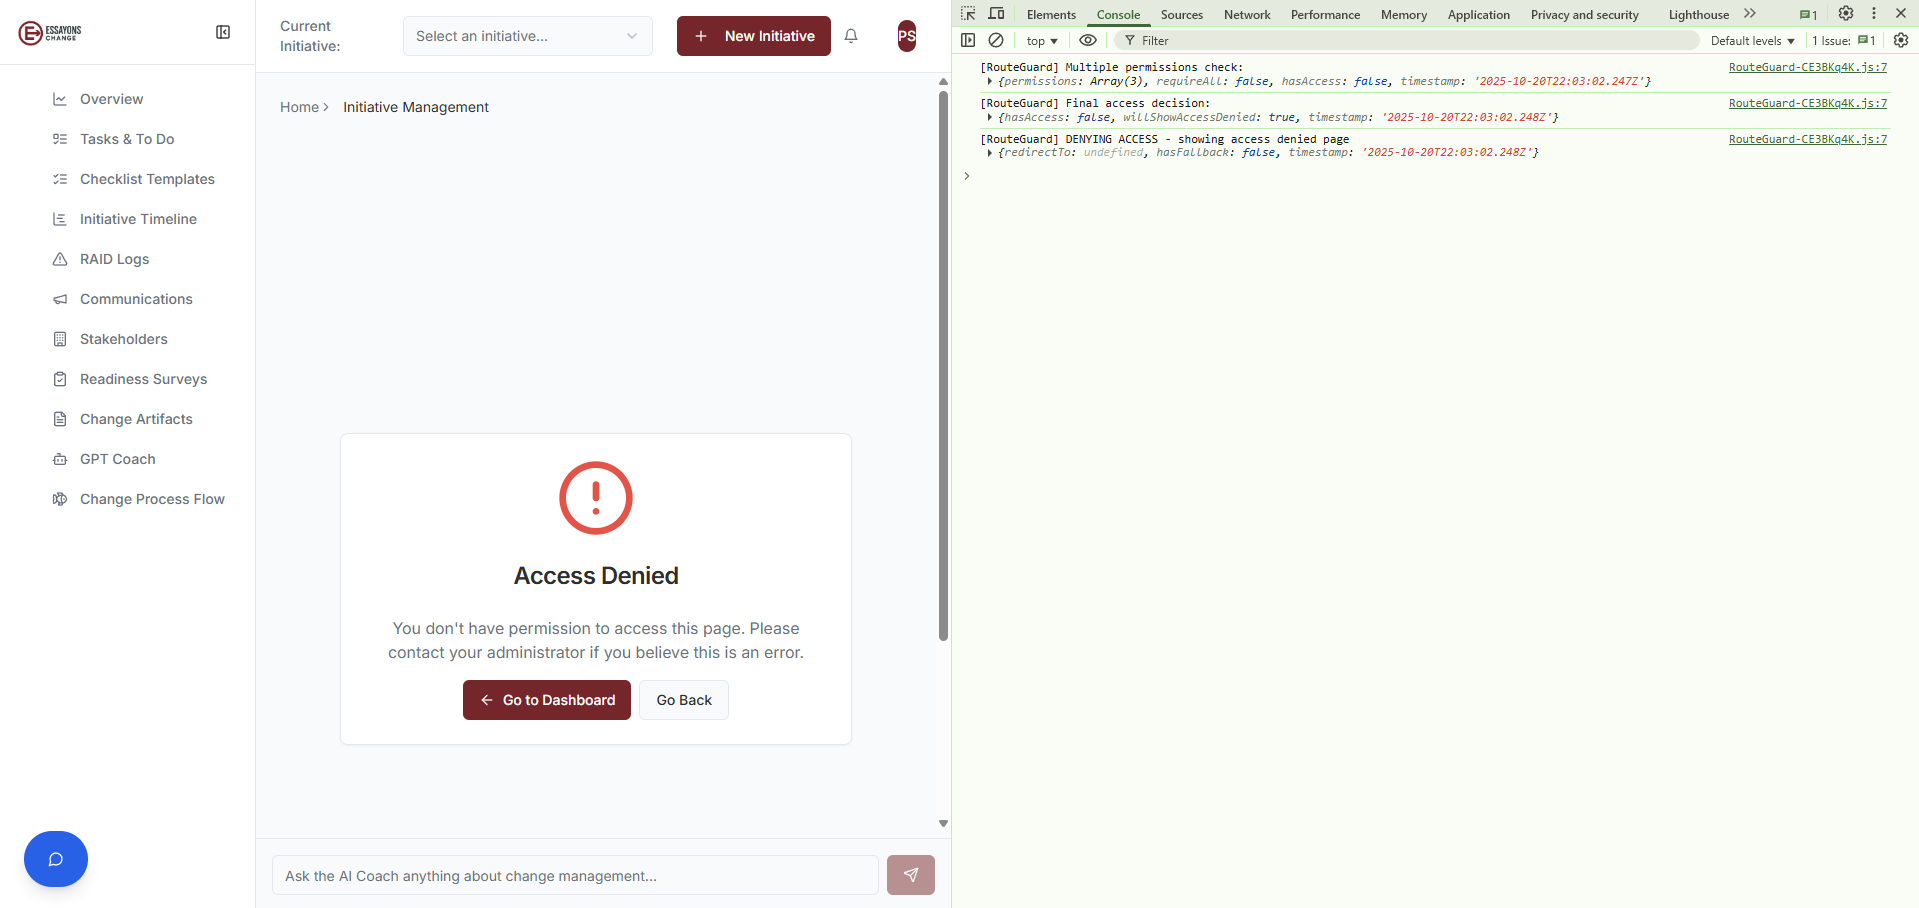 ESSAYONS
CHANGE
Overview
Tasks & To Do
Checklist Templates
Initiative Timeline
RAID Logs
Communications
Stakeholders
Readiness Surveys
Change Artifacts
GPT Coach
Change Process Flow
Current
Initiative:
Select an initiative...
+ New Initiative
PS
Home > Initiative Management
Access Denied
You don't have permission to access this page. Please
contact your administrator if you believe this is an error.
Go to Dashboard
Go Back
Ask the AI Coach anything about change management...
Elements Console Sources Network Performance Memory Application Privacy and security Lighthouse 1
top Filter Default levels 1 Issue: 1
[RouteGuard] Multiple permissions check: RouteGuard-CE3BKq4K.js:7
{permissions: Array(3), requireAll: false, hasAccess: false, timestamp: '2025-10-20T22:03:02.247Z'}
[RouteGuard] Final access decision: RouteGuard-CE3BKq4K.js:7
{hasAccess: false, willShowAccessDenied: true, timestamp: '2025-10-20T22:03:02.248Z'}
[RouteGuard] DENYING ACCESS - showing access denied page RouteGuard-CE3BKq4K.js:7
{redirectTo: undefined, hasFallback: false, timestamp: '2025-10-20T22:03:02.248Z'}